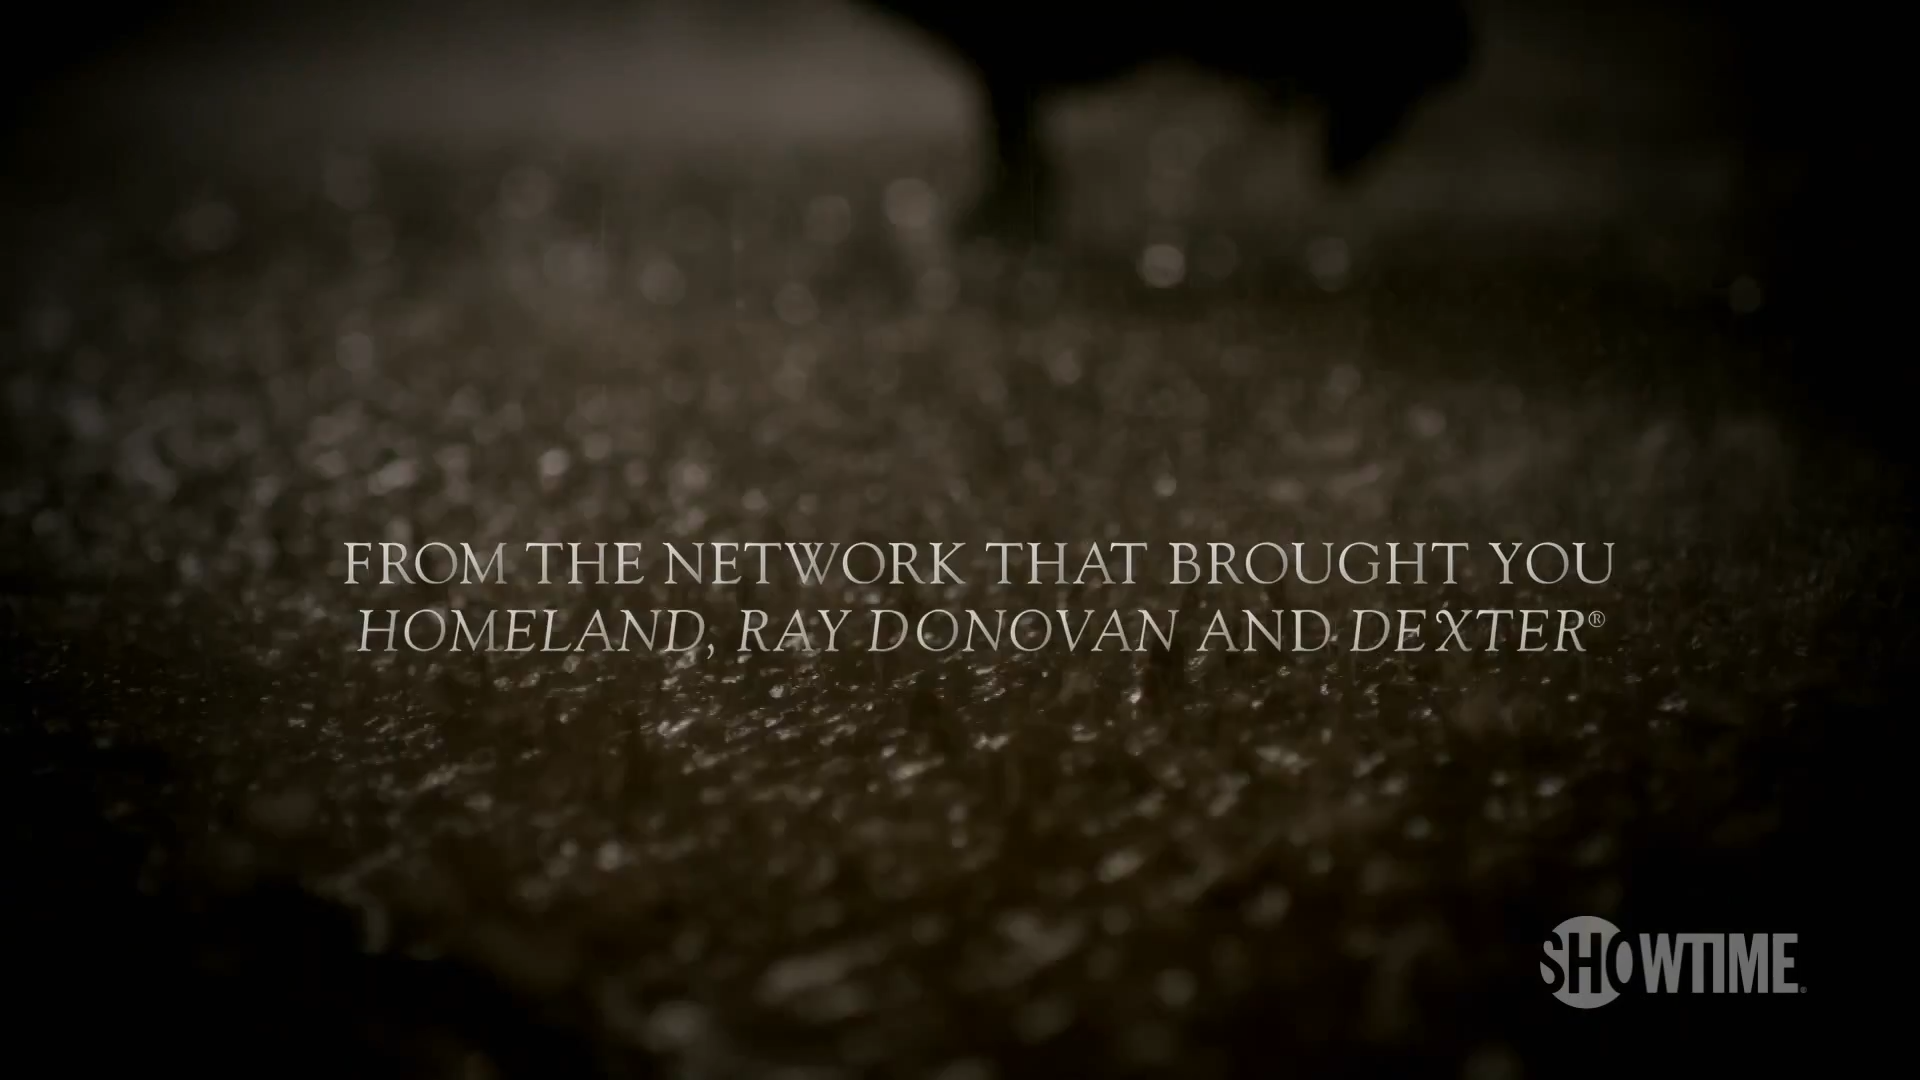 FROM THE NETWORK THAT BROUGHT YOU
HOMELAND, RAY DONOVAN AND DEXTER®
SHOWTIME®